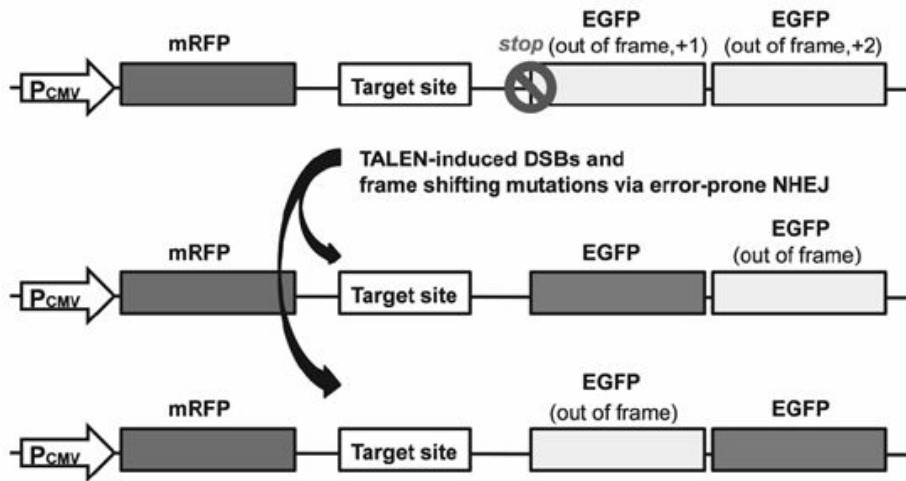 EGFP EGFP
mRFP stop (out of frame,+1) (out of frame,+2)
PCMV Target site
TALEN-induced DSBs and
frame shifting mutations via error-prone NHEJ
EGFP
mRFP EGFP (out of frame)
PCMV Target site
EGFP
mRFP (out of frame) EGFP
PCMV Target site